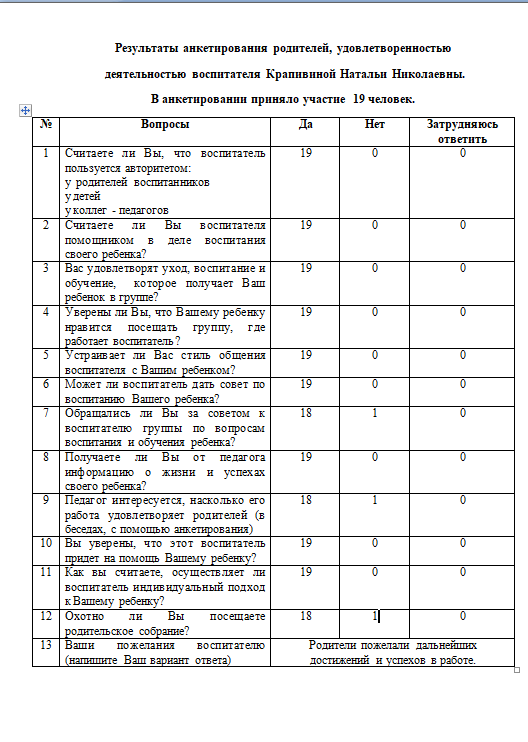 Результаты анкетирования родителей, удовлетворенностью
деятельностью воспитателя Крапивиной Натальи Николаевны.
В анкетировании приняло участие 19 человек.
№ Вопросы Да Нет Затрудняюсь
ответить
1 Считаете ли Вы, что воспитатель 19 0 0
пользуется авторитетом:
у родителей воспитанников
у детей
у коллег - педагогов
2 Считаете ли Вы воспитателя 19 0 0
помощником в деле воспитания
своего ребенка?
3 Вас удовлетворят уход, воспитание и 19 0 0
обучение, которое получает Ваш
ребенок в группе?
4 Уверены ли Вы, что Вашему ребенку 19 0 0
нравится посещать группу, где
работает воспитатель?
5 Устраивает ли Вас стиль общения 19 0 0
воспитателя с Вашим ребенком?
6 Может ли воспитатель дать совет по 19 0 0
воспитанию Вашего ребенка?
7 Обращались ли Вы за советом к 18 1 0
воспитателю группы по вопросам
воспитания и обучения ребенка?
8 Получаете ли Вы от педагога 19 0 0
информацию о жизни и успехах
своего ребенка?
9 Педагог интересуется, насколько его 18 1 0
работа удовлетворяет родителей (в
беседах, с помощью анкетирования)
10 Вы уверены, что этот воспитатель 19 0 0
придет на помощь Вашему ребенку?
11 Как вы считаете, осуществляет ли 19 0 0
воспитатель индивидуальный подход
к Вашему ребенку?
12 Охотно ли Вы посещаете 18 1 0
родительское собрание?
13 Ваши пожелания воспитателю Родители пожелали дальнейших
(напишите Ваш вариант ответа) достижений и успехов в работе.